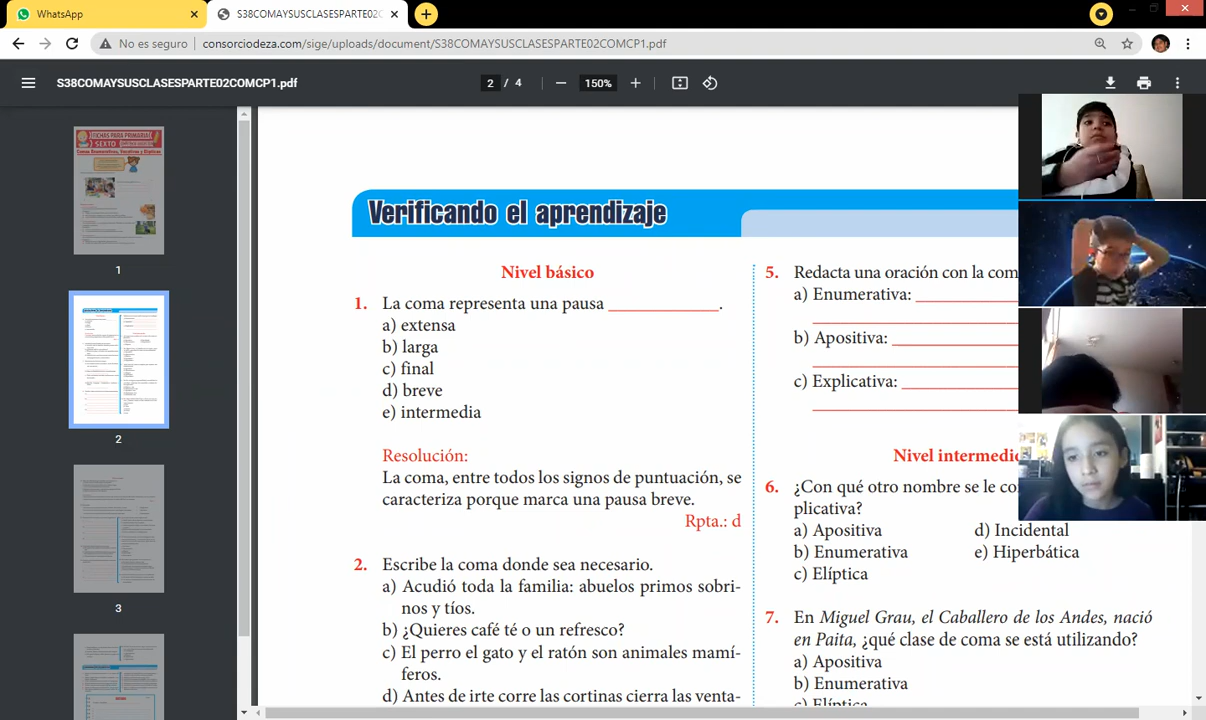 WhatsApp
S38COMAYSUSCLASESPARTE02C
No es seguro
consorciodeza.com/sige/uploads/document/S38COMAYSUSCLASESPARTE02COMCP1.pdf
S38COMAYSUSCLASESPARTE02COMCP1.pdf
2 / 4
150%
FICHAS PARA PRIMARIA
SEXTO
1
2
3
Verificando el aprendizaje
Nivel básico
1. La coma representa una pausa ____________.
a) extensa
b) larga
c) final
d) breve
e) intermedia
Resolución:
La coma, entre todos los signos de puntuación, se
caracteriza porque marca una pausa breve.
Rpta.: d
2. Escribe la coma donde sea necesario.
a) Acudió toda la familia: abuelos primos sobri-
nos y tíos.
b) ¿Quieres café té o un refresco?
c) El perro el gato y el ratón son animales mamí-
feros.
d) Antes de irte corre las cortinas cierra las venta-
5. Redacta una oración con la com
a) Enumerativa:
b) Apositiva:
c) Explicativa:
Nivel intermedio
6. ¿Con qué otro nombre se le co
plicativa?
a) Apositiva
b) Enumerativa
c) Elíptica
d) Incidental
e) Hiperbática
7. En Miguel Grau, el Caballero de los Andes, nació
en Paita, ¿qué clase de coma se está utilizando?
a) Apositiva
b) Enumerativa
c) Elíptica